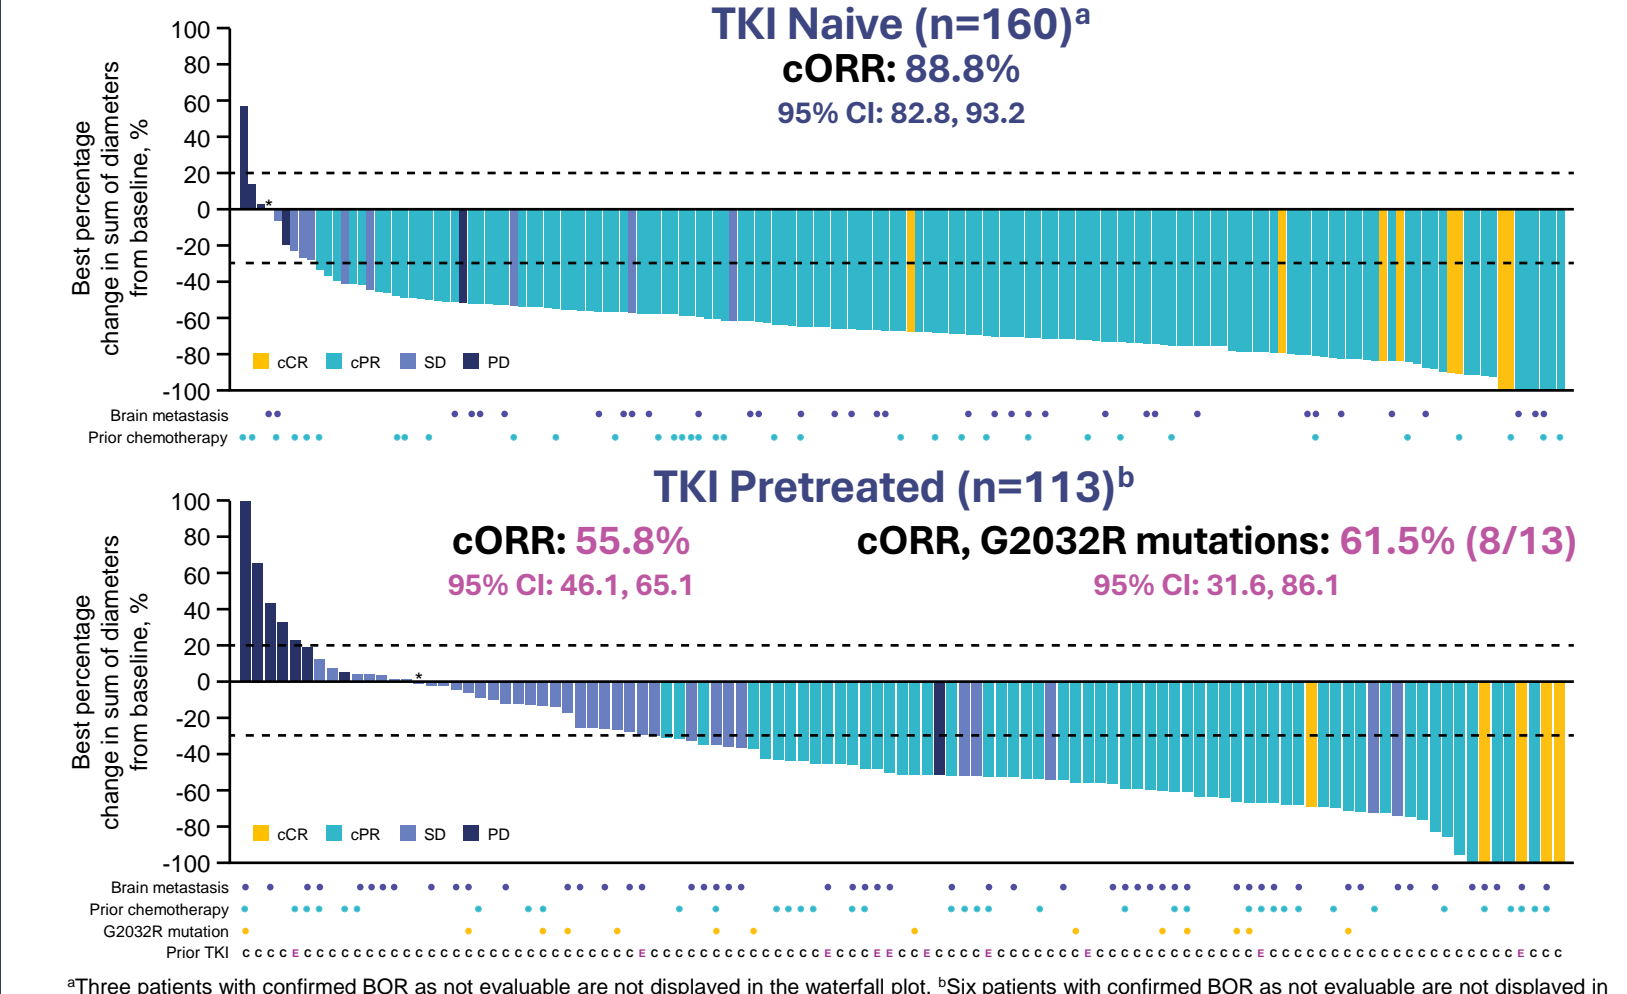 TKI Naive (n=160)ᵃ
cORR: 88.8%
95% CI: 82.8, 93.2
Best percentage
change in sum of diameters
from baseline, %
100
80
60
40
20
0
-20
-40
-60
-80
-100
*
cCR cPR SD PD
Brain metastasis
Prior chemotherapy
TKI Pretreated (n=113)ᵇ
cORR: 55.8%
95% CI: 46.1, 65.1
cORR, G2032R mutations: 61.5% (8/13)
95% CI: 31.6, 86.1
Best percentage
change in sum of diameters
from baseline, %
100
80
60
40
20
0
-20
-40
-60
-80
-100
*
cCR cPR SD PD
Brain metastasis
Prior chemotherapy
G2032R mutation
Prior TKI C C C C E C C C C C C C C C C C C C C C C C C C C C C C C C C C E C C C C C C C C C C C C C C E C C C E E C C E C C C C E C C C C C C C E C C C C C C C C C C C C C E C C C C C C C C C C C C C C C C C C C C E C C C
ᵃThree patients with confirmed BOR as not evaluable are not displayed in the waterfall plot. ᵇSix patients with confirmed BOR as not evaluable are not displayed in